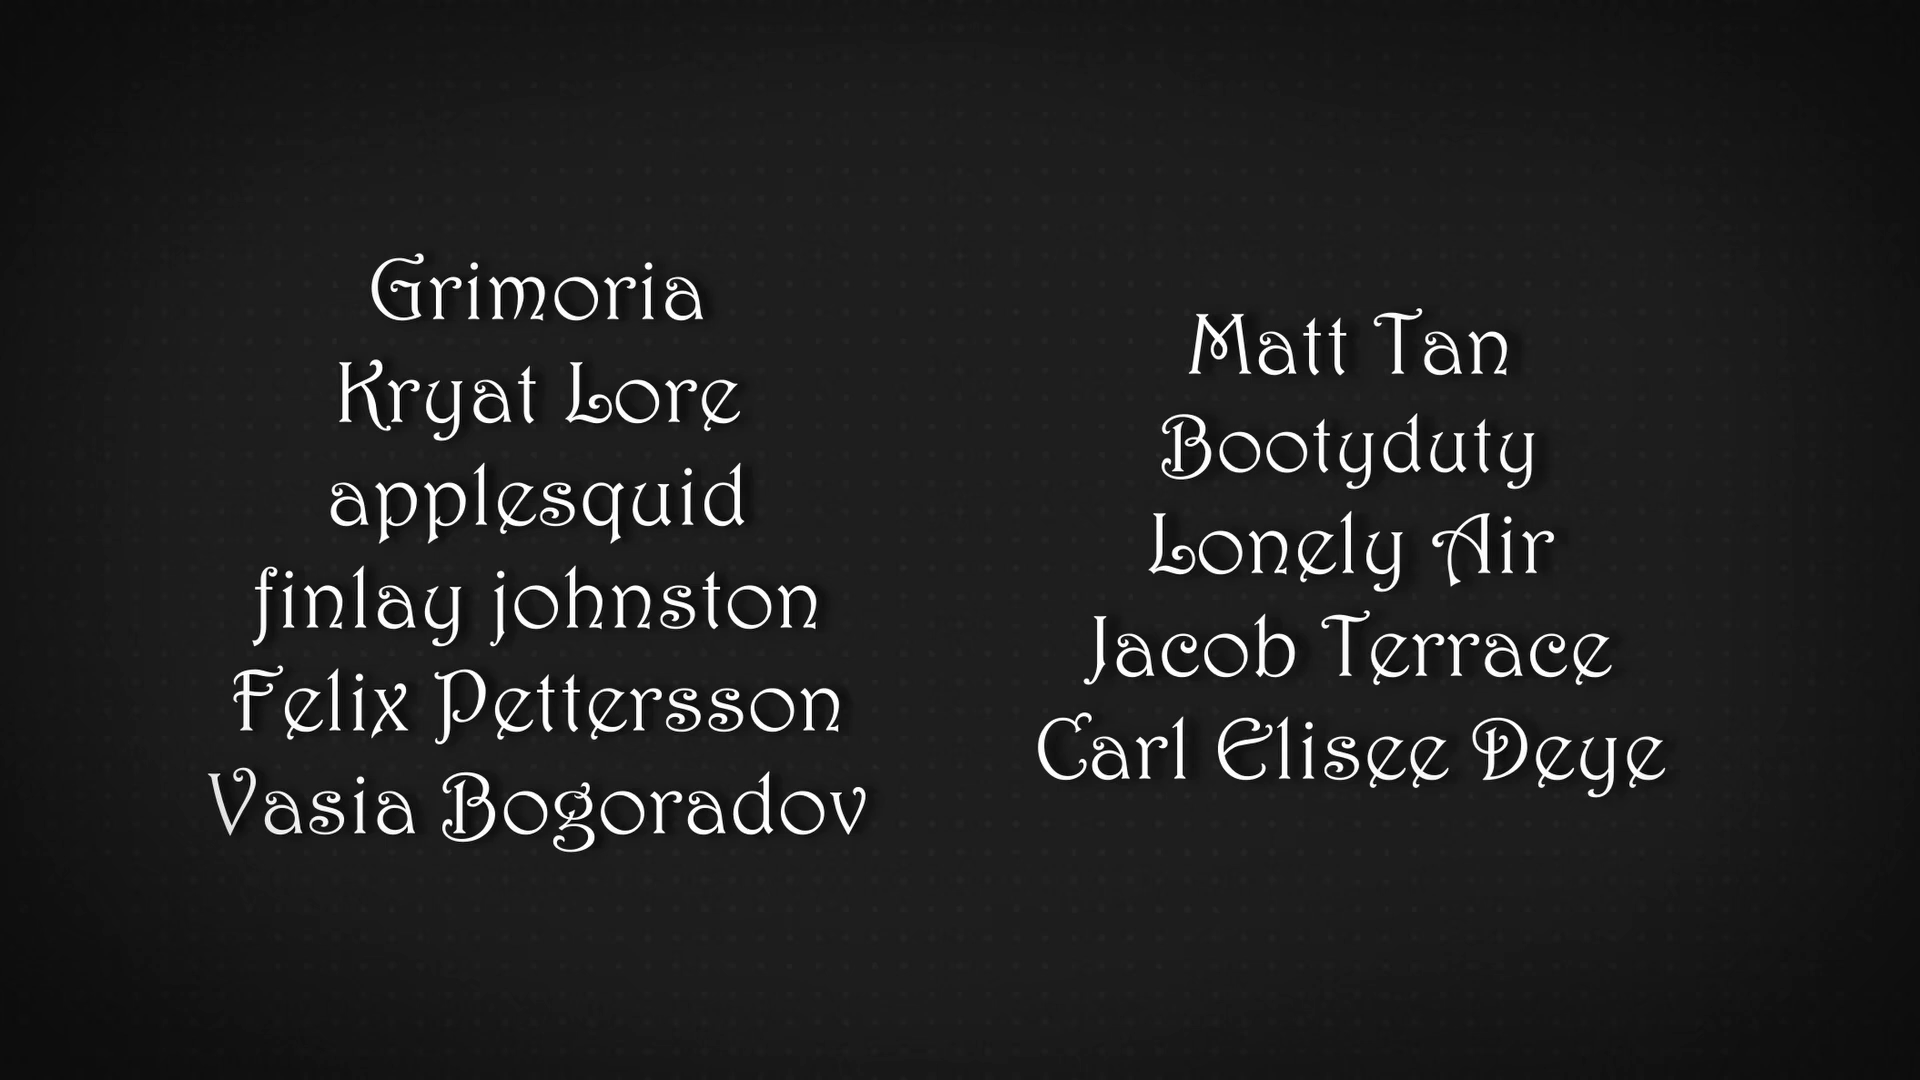 Grimoria
Kryat Lore
applesquid
finlay johnston
Felix Pettersson
Vasia Bogoradov
Matt Tan
Bootyduty
Lonely Air
Jacob Terrace
Carl Elisee Deye